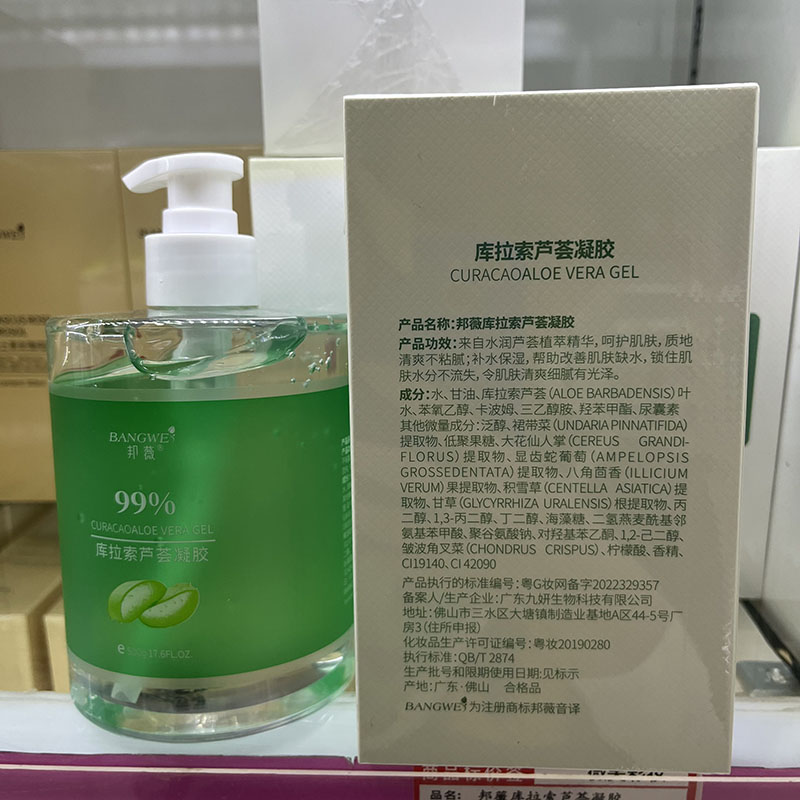 BANGWEI
邦薇®
99%
CURACAOALOE VERA GEL
库拉索芦荟凝胶
e 500g 17.6FL.OZ.
库拉索芦荟凝胶
CURACAOALOE VERA GEL
产品名称:邦薇库拉索芦荟凝胶
产品功效:来自水润芦荟植萃精华,呵护肌肤,质地
清爽不粘腻;补水保湿,帮助改善肌肤缺水,锁住肌
肤水分不流失,令肌肤清爽细腻有光泽。
成分:水、甘油、库拉索芦荟(ALOE BARBADENSIS)叶
水、苯氧乙醇、卡波姆、三乙醇胺、羟苯甲酯、尿囊素
其他微量成分:泛醇、裙带菜(UNDARIA PINNATIFIDA)
提取物、低聚果糖、大花仙人掌(CEREUS GRANDI-
FLORUS)提取物、显齿蛇葡萄(AMPELOPSIS
GROSSEDENTATA)提取物、八角茴香(ILLICIUM
VERUM)果提取物、积雪草(CENTELLA ASIATICA)提
取物、甘草(GLYCYRRHIZA URALENSIS)根提取物、丙
二醇、1,3-丙二醇、丁二醇、海藻糖、二氢燕麦酰基邻
氨基苯甲酸、聚谷氨酸钠、对羟基苯乙酮、1,2-己二醇、
皱波角叉菜(CHONDRUS CRISPUS)、柠檬酸、香精、
CI19140、CI 42090
产品执行的标准编号:粤G妆网备字2022329357
备案人/生产企业:广东九妍生物科技有限公司
地址:佛山市三水区大塘镇制造业基地A区44-5号厂
房3(住所申报)
化妆品生产许可证编号:粤妆20190280
执行标准:QB/T 2874
生产批号和限期使用日期:见标示
产地:广东·佛山 合格品
BANGWEI为注册商标邦薇音译
品名: 邦薇库拉索芦荟凝胶